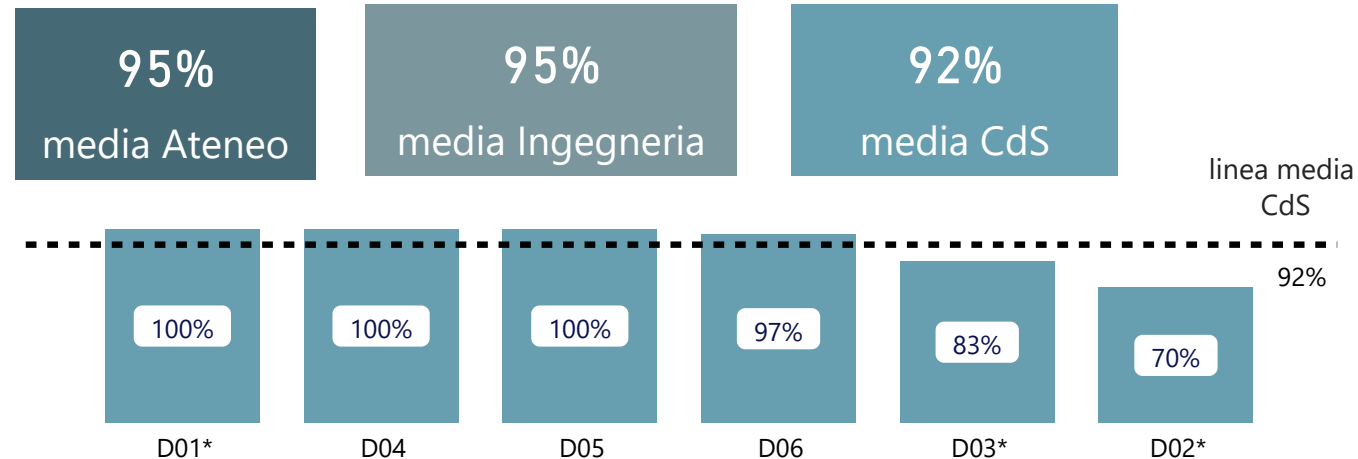 95%
media Ateneo
95%
media Ingegneria
92%
media CdS
linea media
CdS
92%
100%
100%
100%
97%
83%
70%
D01*
D04
D05
D06
D03*
D02*